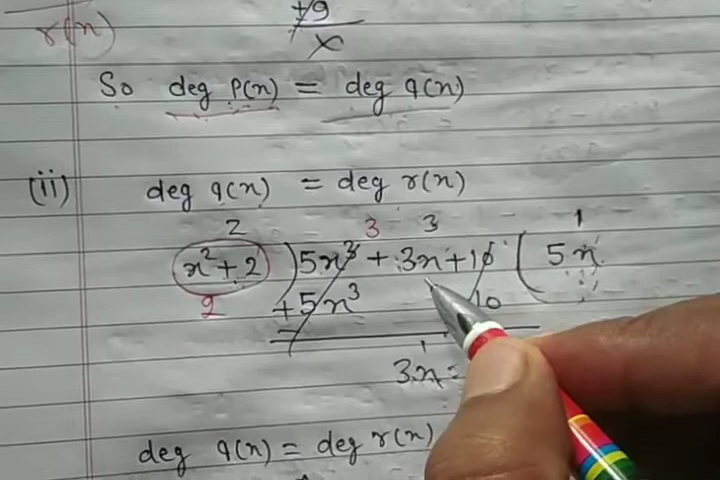 +9
r(x)
x
So deg p(x) = deg q(x)
(ii) deg q(x) = deg r(x)
2 3 3 1
x²+2 ) 5x³ + 3x + 10 ( 5x
2 +5x³ 10
−
1
3x =
deg q(x) = deg r(x)